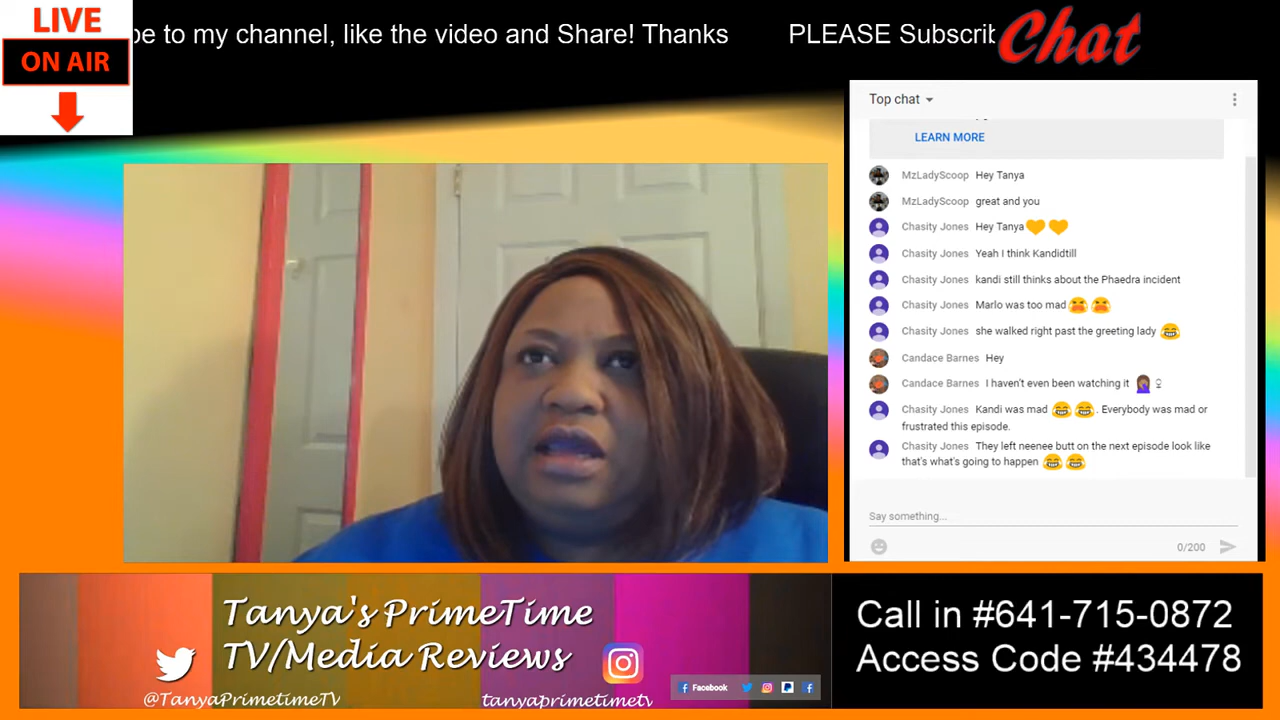 LIVE
ON AIR
be to my channel, like the video and Share! Thanks PLEASE Subscrib
Chat
Top chat
LEARN MORE
MzLadyScoop Hey Tanya
MzLadyScoop great and you
Chasity Jones Hey Tanya
Chasity Jones Yeah I think Kandidtill
Chasity Jones kandi still thinks about the Phaedra incident
Chasity Jones Marlo was too mad
Chasity Jones she walked right past the greeting lady
Candace Barnes Hey
Candace Barnes I haven't even been watching it
Chasity Jones Kandi was mad . Everybody was mad or
frustrated this episode.
Chasity Jones They left neenee butt on the next episode look like
that's what's going to happen
Say something...
0/200
Tanya's PrimeTime
TV/Media Reviews
@TanyaPrimetimeTV
tanyaprimetimetv
Facebook
Call in #641-715-0872
Access Code #434478